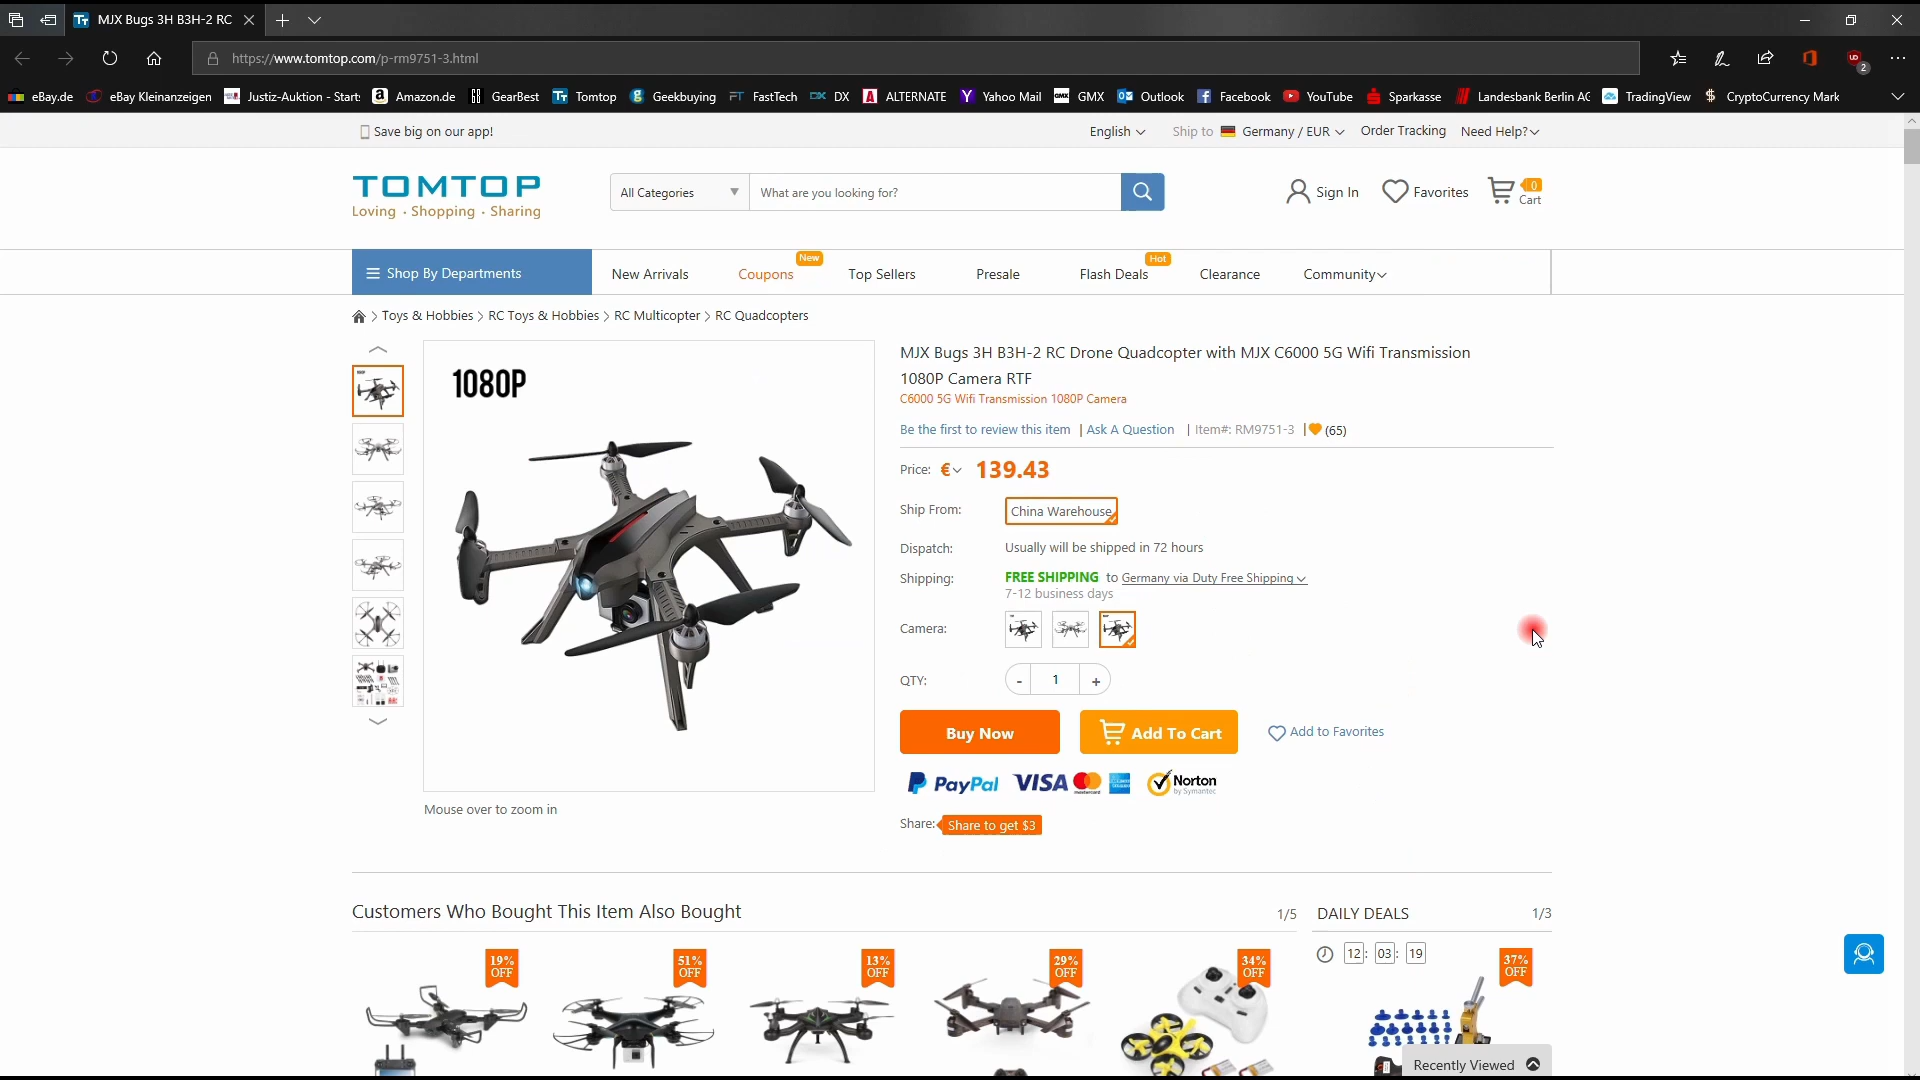 MJX Bugs 3H B3H-2 RC
https://www.tomtop.com/p-rm9751-3.html
UD
2
eBay.de
eBay Kleinanzeigen
Justiz-Auktion - Start:
Amazon.de
GearBest
Tomtop
Geekbuying
FastTech
DX
ALTERNATE
Yahoo Mail
GMX
Outlook
Facebook
YouTube
Sparkasse
Landesbank Berlin AG
TradingView
CryptoCurrency Mark
Save big on our app!
English
Ship to
Germany / EUR
Order Tracking
Need Help?
TOMTOP
Loving · Shopping · Sharing
All Categories
What are you looking for?
Sign In
Favorites
0
Cart
Shop By Departments
New Arrivals
Coupons
New
Top Sellers
Presale
Flash Deals
Hot
Clearance
Community
Toys & Hobbies > RC Toys & Hobbies > RC Multicopter > RC Quadcopters
1080P
Mouse over to zoom in
MJX Bugs 3H B3H-2 RC Drone Quadcopter with MJX C6000 5G Wifi Transmission
1080P Camera RTF
C6000 5G Wifi Transmission 1080P Camera
Be the first to review this item | Ask A Question | Item#: RM9751-3 | (65)
Price: € 139.43
Ship From: China Warehouse
Dispatch: Usually will be shipped in 72 hours
Shipping: FREE SHIPPING to Germany via Duty Free Shipping
7-12 business days
Camera:
QTY: - 1 +
Buy Now
Add To Cart
Add to Favorites
PayPal VISA Norton
by Symantec
Share: Share to get $3
Customers Who Bought This Item Also Bought
1/5
DAILY DEALS
1/3
12: 03: 19
19%
OFF
51%
OFF
13%
OFF
29%
OFF
34%
OFF
37%
OFF
Recently Viewed